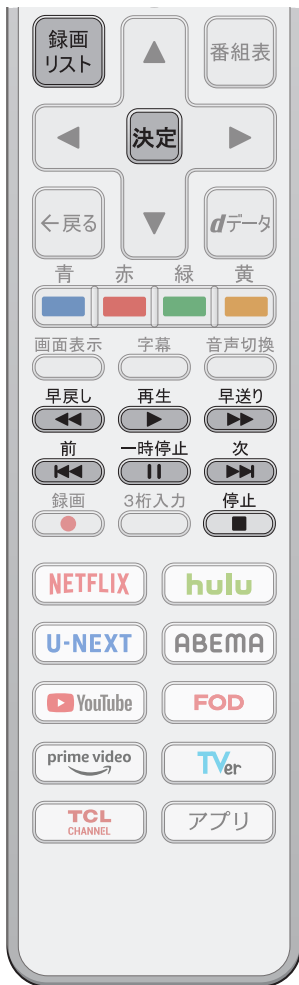 録画
リスト
番組表
決定
←戻る
dデータ
青 赤 緑 黄
画面表示 字幕 音声切換
早戻し 再生 早送り
前 一時停止 次
録画 3桁入力 停止
NETFLIX hulu
U-NEXT ABEMA
YouTube FOD
prime video TVer
TCL
CHANNEL
アプリ